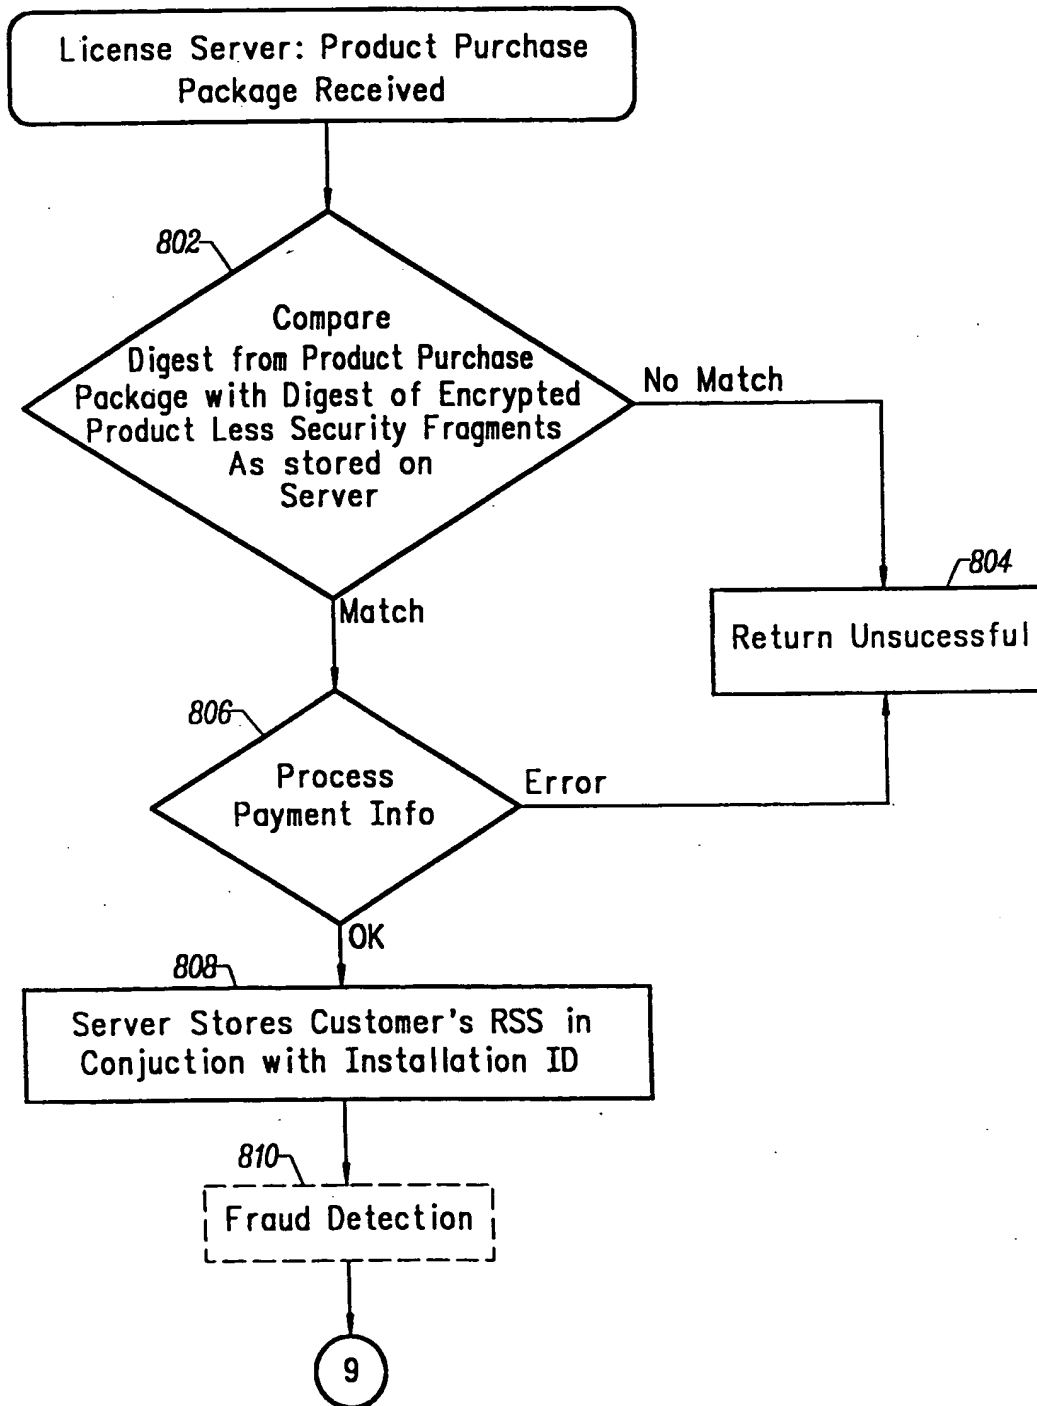 License Server: Product Purchase
Package Received
802
Compare
Digest from Product Purchase
Package with Digest of Encrypted
Product Less Security Fragments
As stored on
Server
No Match
804
Return Unsucessful
Match
806
Process
Payment Info
Error
OK
808
Server Stores Customer's RSS in
Conjuction with Installation ID
810
Fraud Detection
9